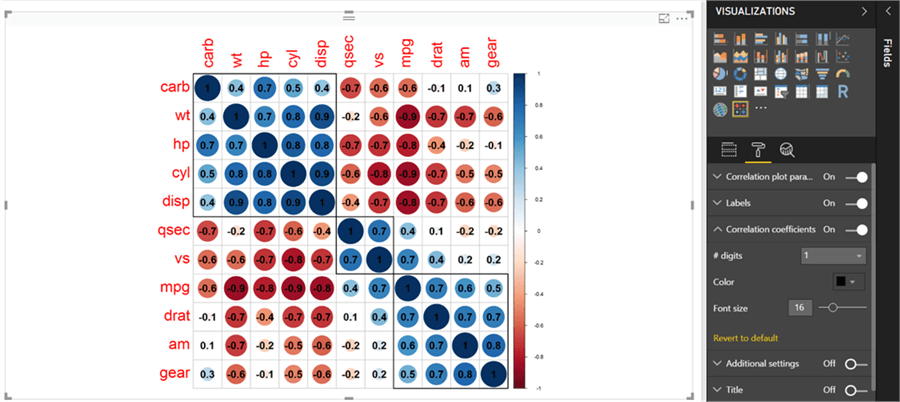 VISUALIZATIONS
Fields
carb wt hp cyl disp qsec vs mpg drat am gear
carb 1 0.4 0.7 0.5 0.4 -0.7 -0.6 -0.6 -0.1 0.1 0.3
wt 0.4 1 0.7 0.8 0.9 -0.2 -0.6 -0.9 -0.7 -0.7 -0.6
hp 0.7 0.7 1 0.8 0.8 -0.7 -0.7 -0.8 -0.4 -0.2 -0.1
cyl 0.5 0.8 0.8 1 0.9 -0.6 -0.8 -0.9 -0.7 -0.5 -0.5
disp 0.4 0.9 0.8 0.9 1 -0.4 -0.7 -0.8 -0.7 -0.6 -0.6
qsec -0.7 -0.2 -0.7 -0.6 -0.4 1 0.7 0.4 0.1 -0.2 -0.2
vs -0.6 -0.6 -0.7 -0.8 -0.7 0.7 1 0.7 0.4 0.2 0.2
mpg -0.6 -0.9 -0.8 -0.9 -0.8 0.4 0.7 1 0.7 0.6 0.5
drat -0.1 -0.7 -0.4 -0.7 -0.7 0.1 0.4 0.7 1 0.7 0.7
am 0.1 -0.7 -0.2 -0.5 -0.6 -0.2 0.2 0.6 0.7 1 0.8
gear 0.3 -0.6 -0.1 -0.5 -0.6 -0.2 0.2 0.5 0.7 0.8 1
1
0.8
0.6
0.4
0.2
0
-0.2
-0.4
-0.6
-0.8
-1
R
Correlation plot para... On
Labels On
Correlation coefficients On
# digits 1
Color
Font size 16
Revert to default
Additional settings Off
Title Off